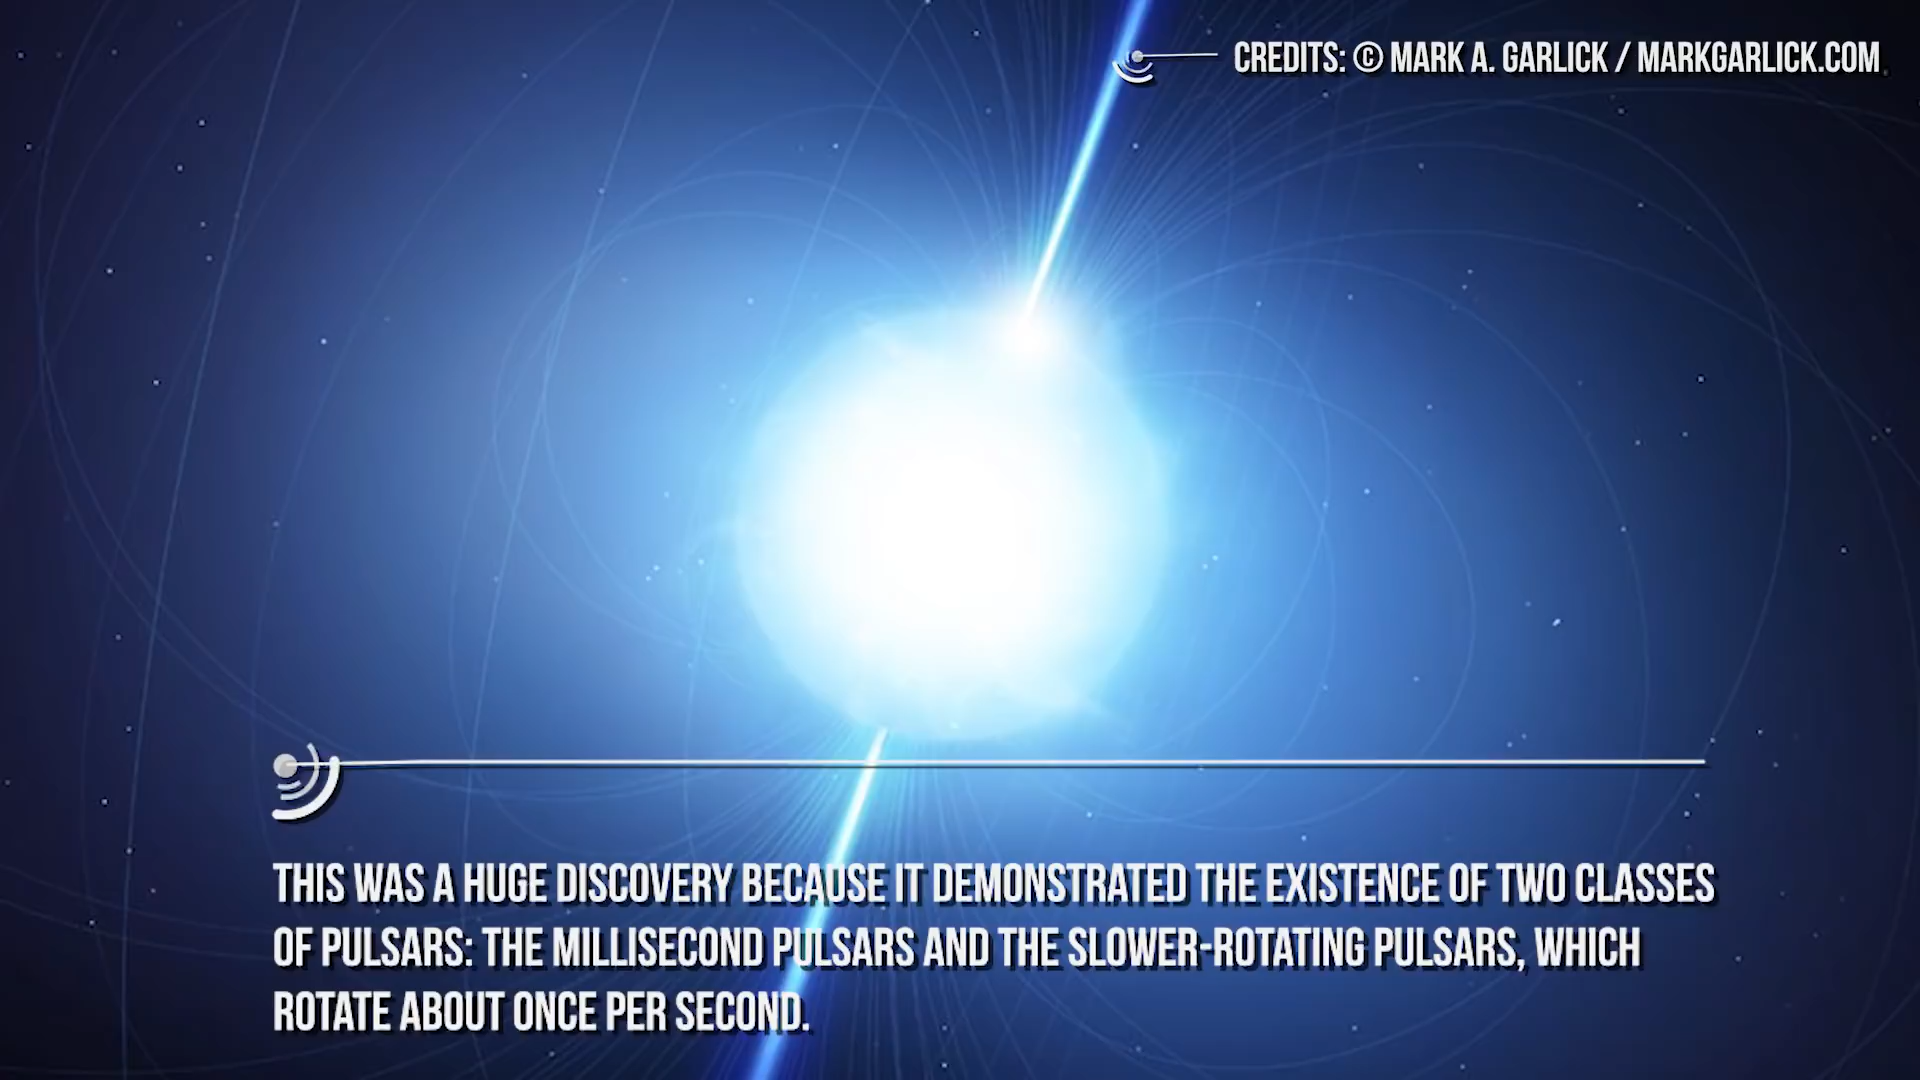 CREDITS: © MARK A. GARLICK / MARKGARLICK.COM
THIS WAS A HUGE DISCOVERY BECAUSE IT DEMONSTRATED THE EXISTENCE OF TWO CLASSES
OF PULSARS: THE MILLISECOND PULSARS AND THE SLOWER-ROTATING PULSARS, WHICH
ROTATE ABOUT ONCE PER SECOND.